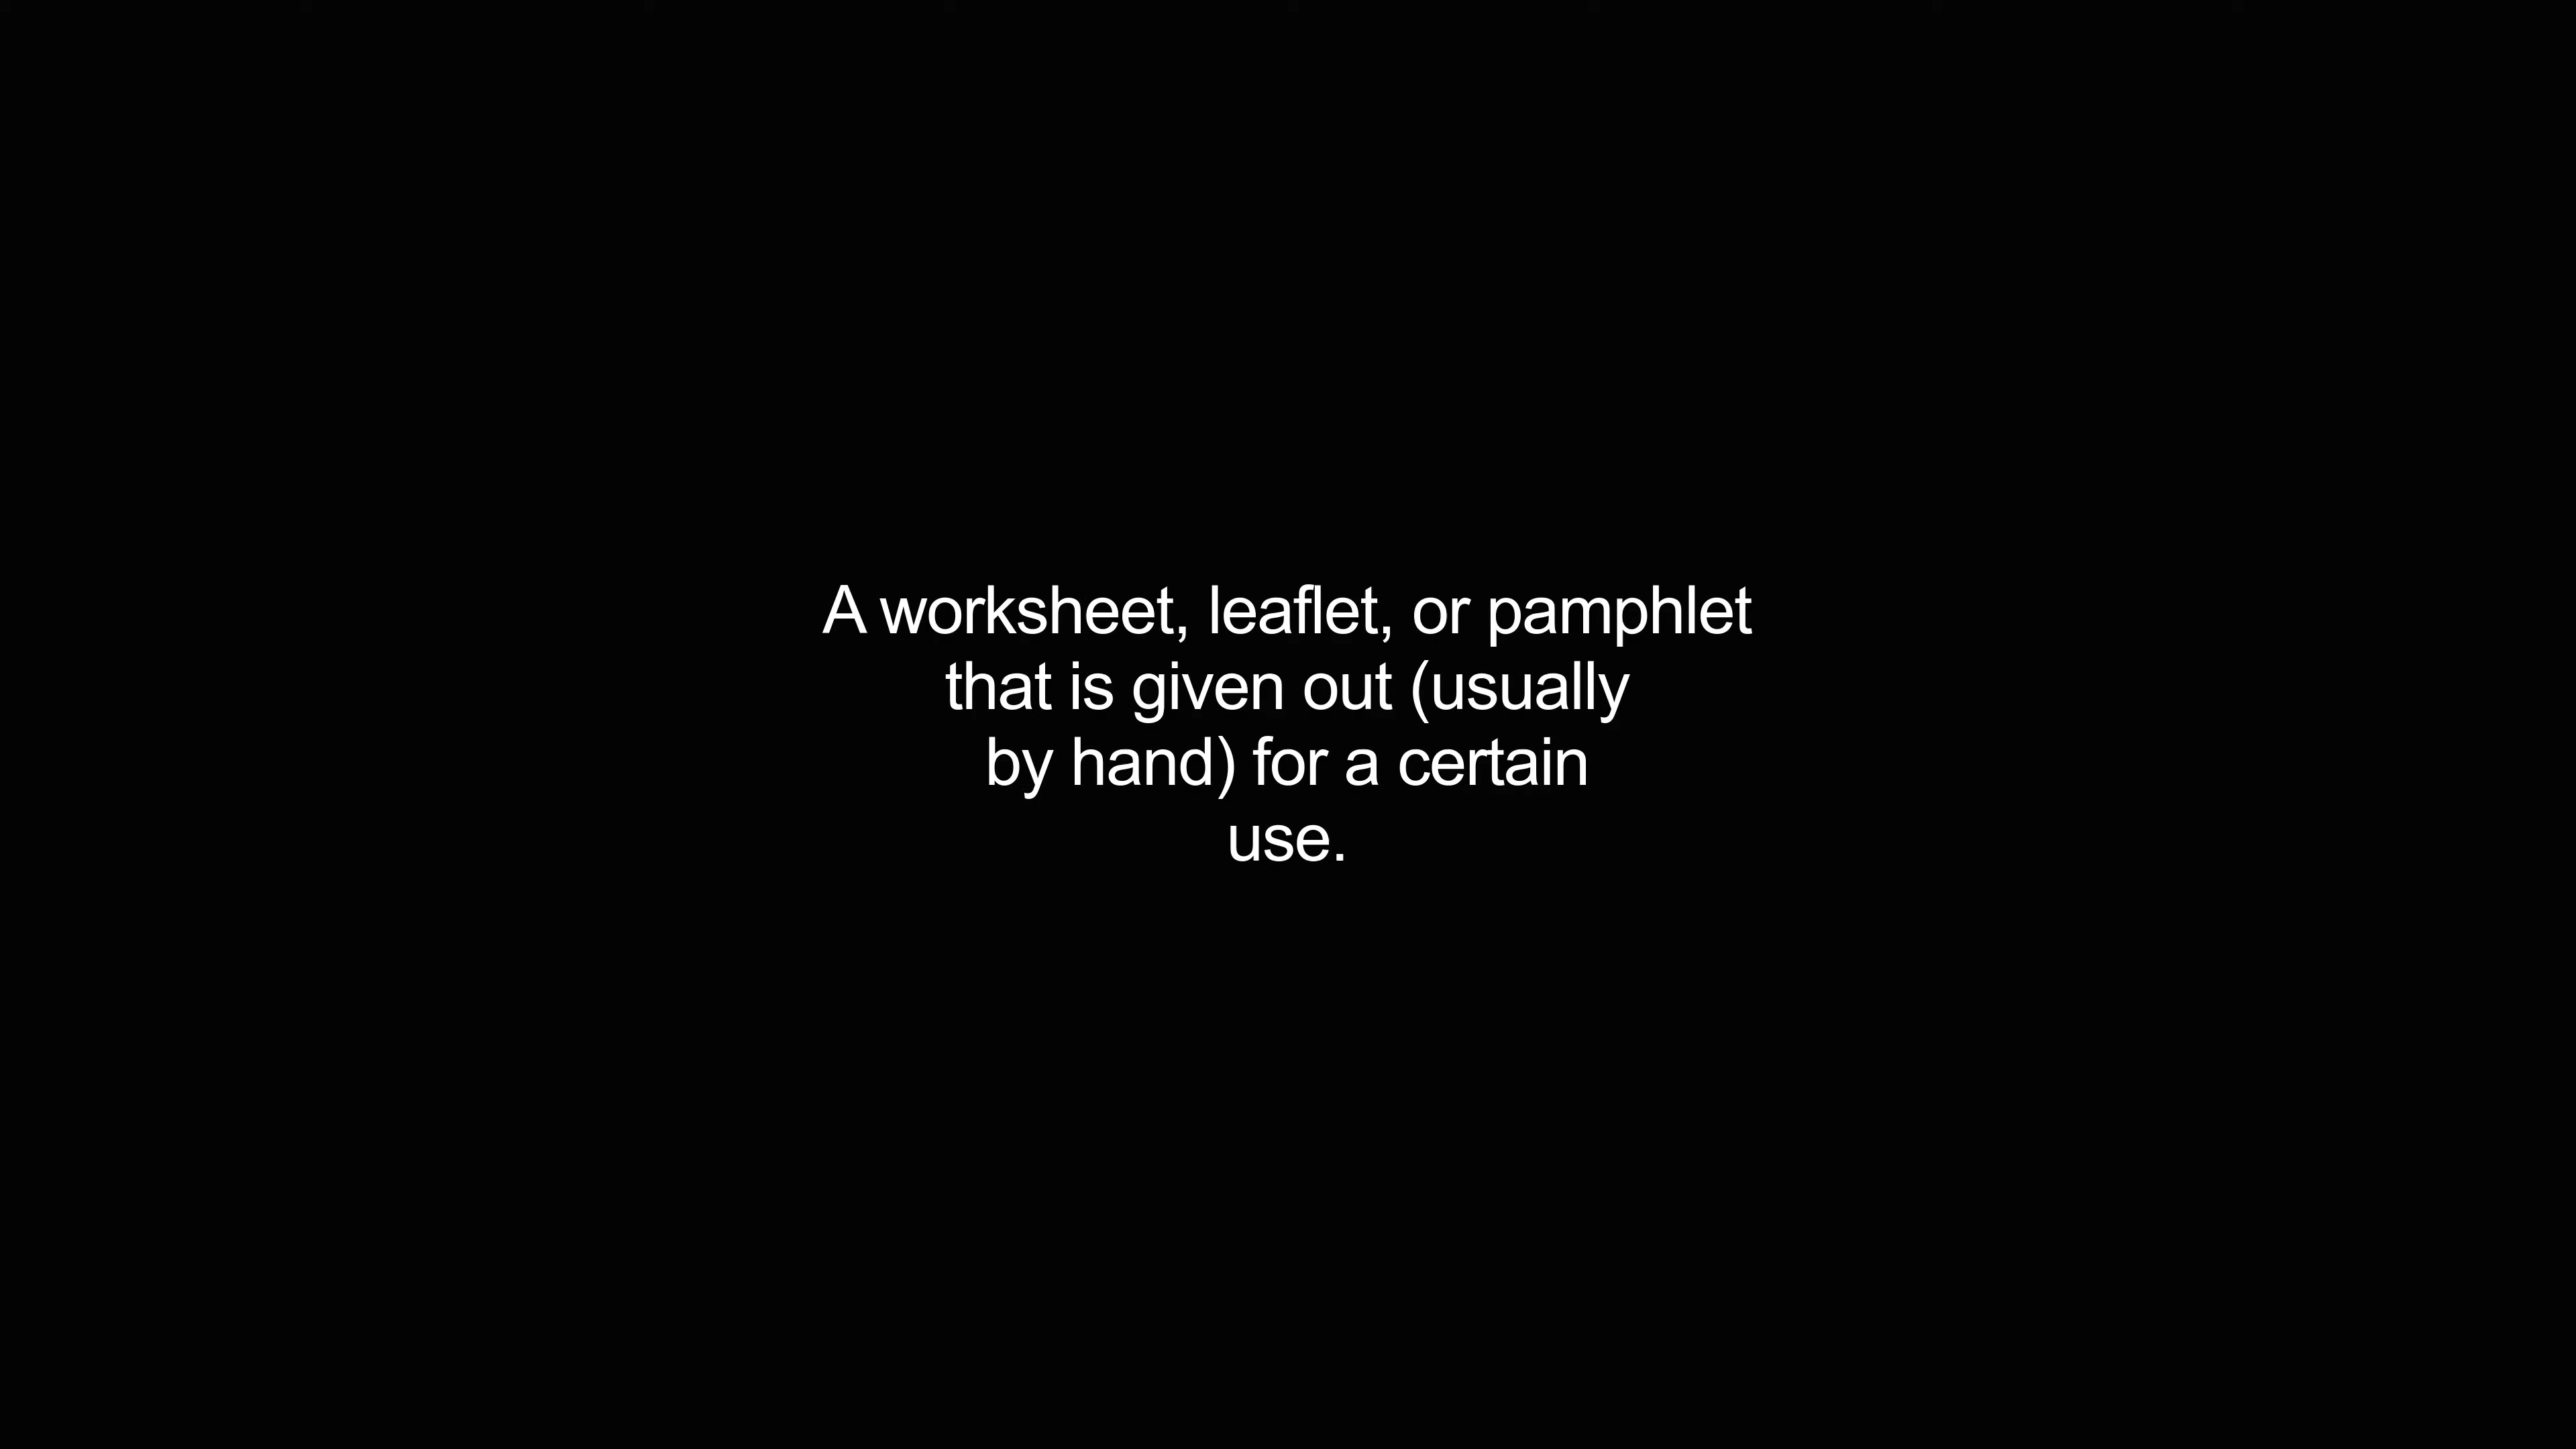 A worksheet, leaflet, or pamphlet
that is given out (usually
by hand) for a certain
use.